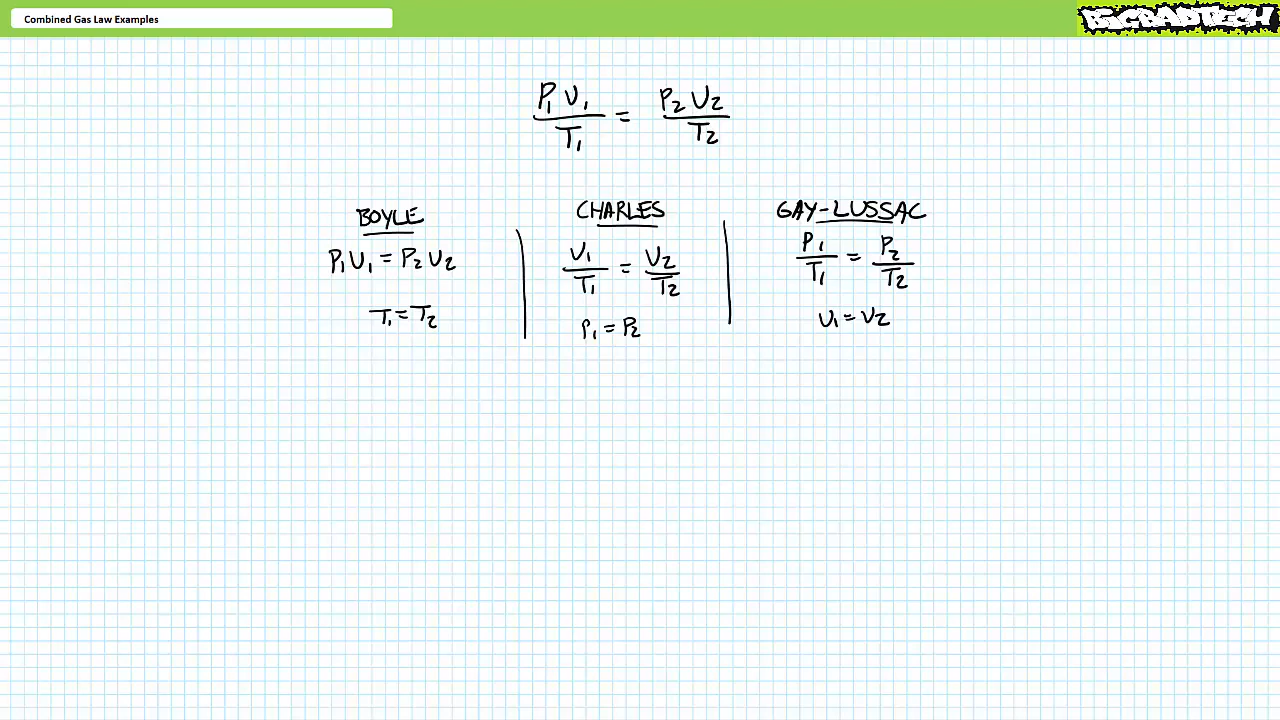 Combined Gas Law Examples
BIGBADTECH
P₁V₁/T₁ = P₂V₂/T₂
BOYLE
P₁V₁ = P₂V₂
T₁ = T₂
CHARLES
V₁/T₁ = V₂/T₂
P₁ = P₂
GAY-LUSSAC
P₁/T₁ = P₂/T₂
V₁ = V₂